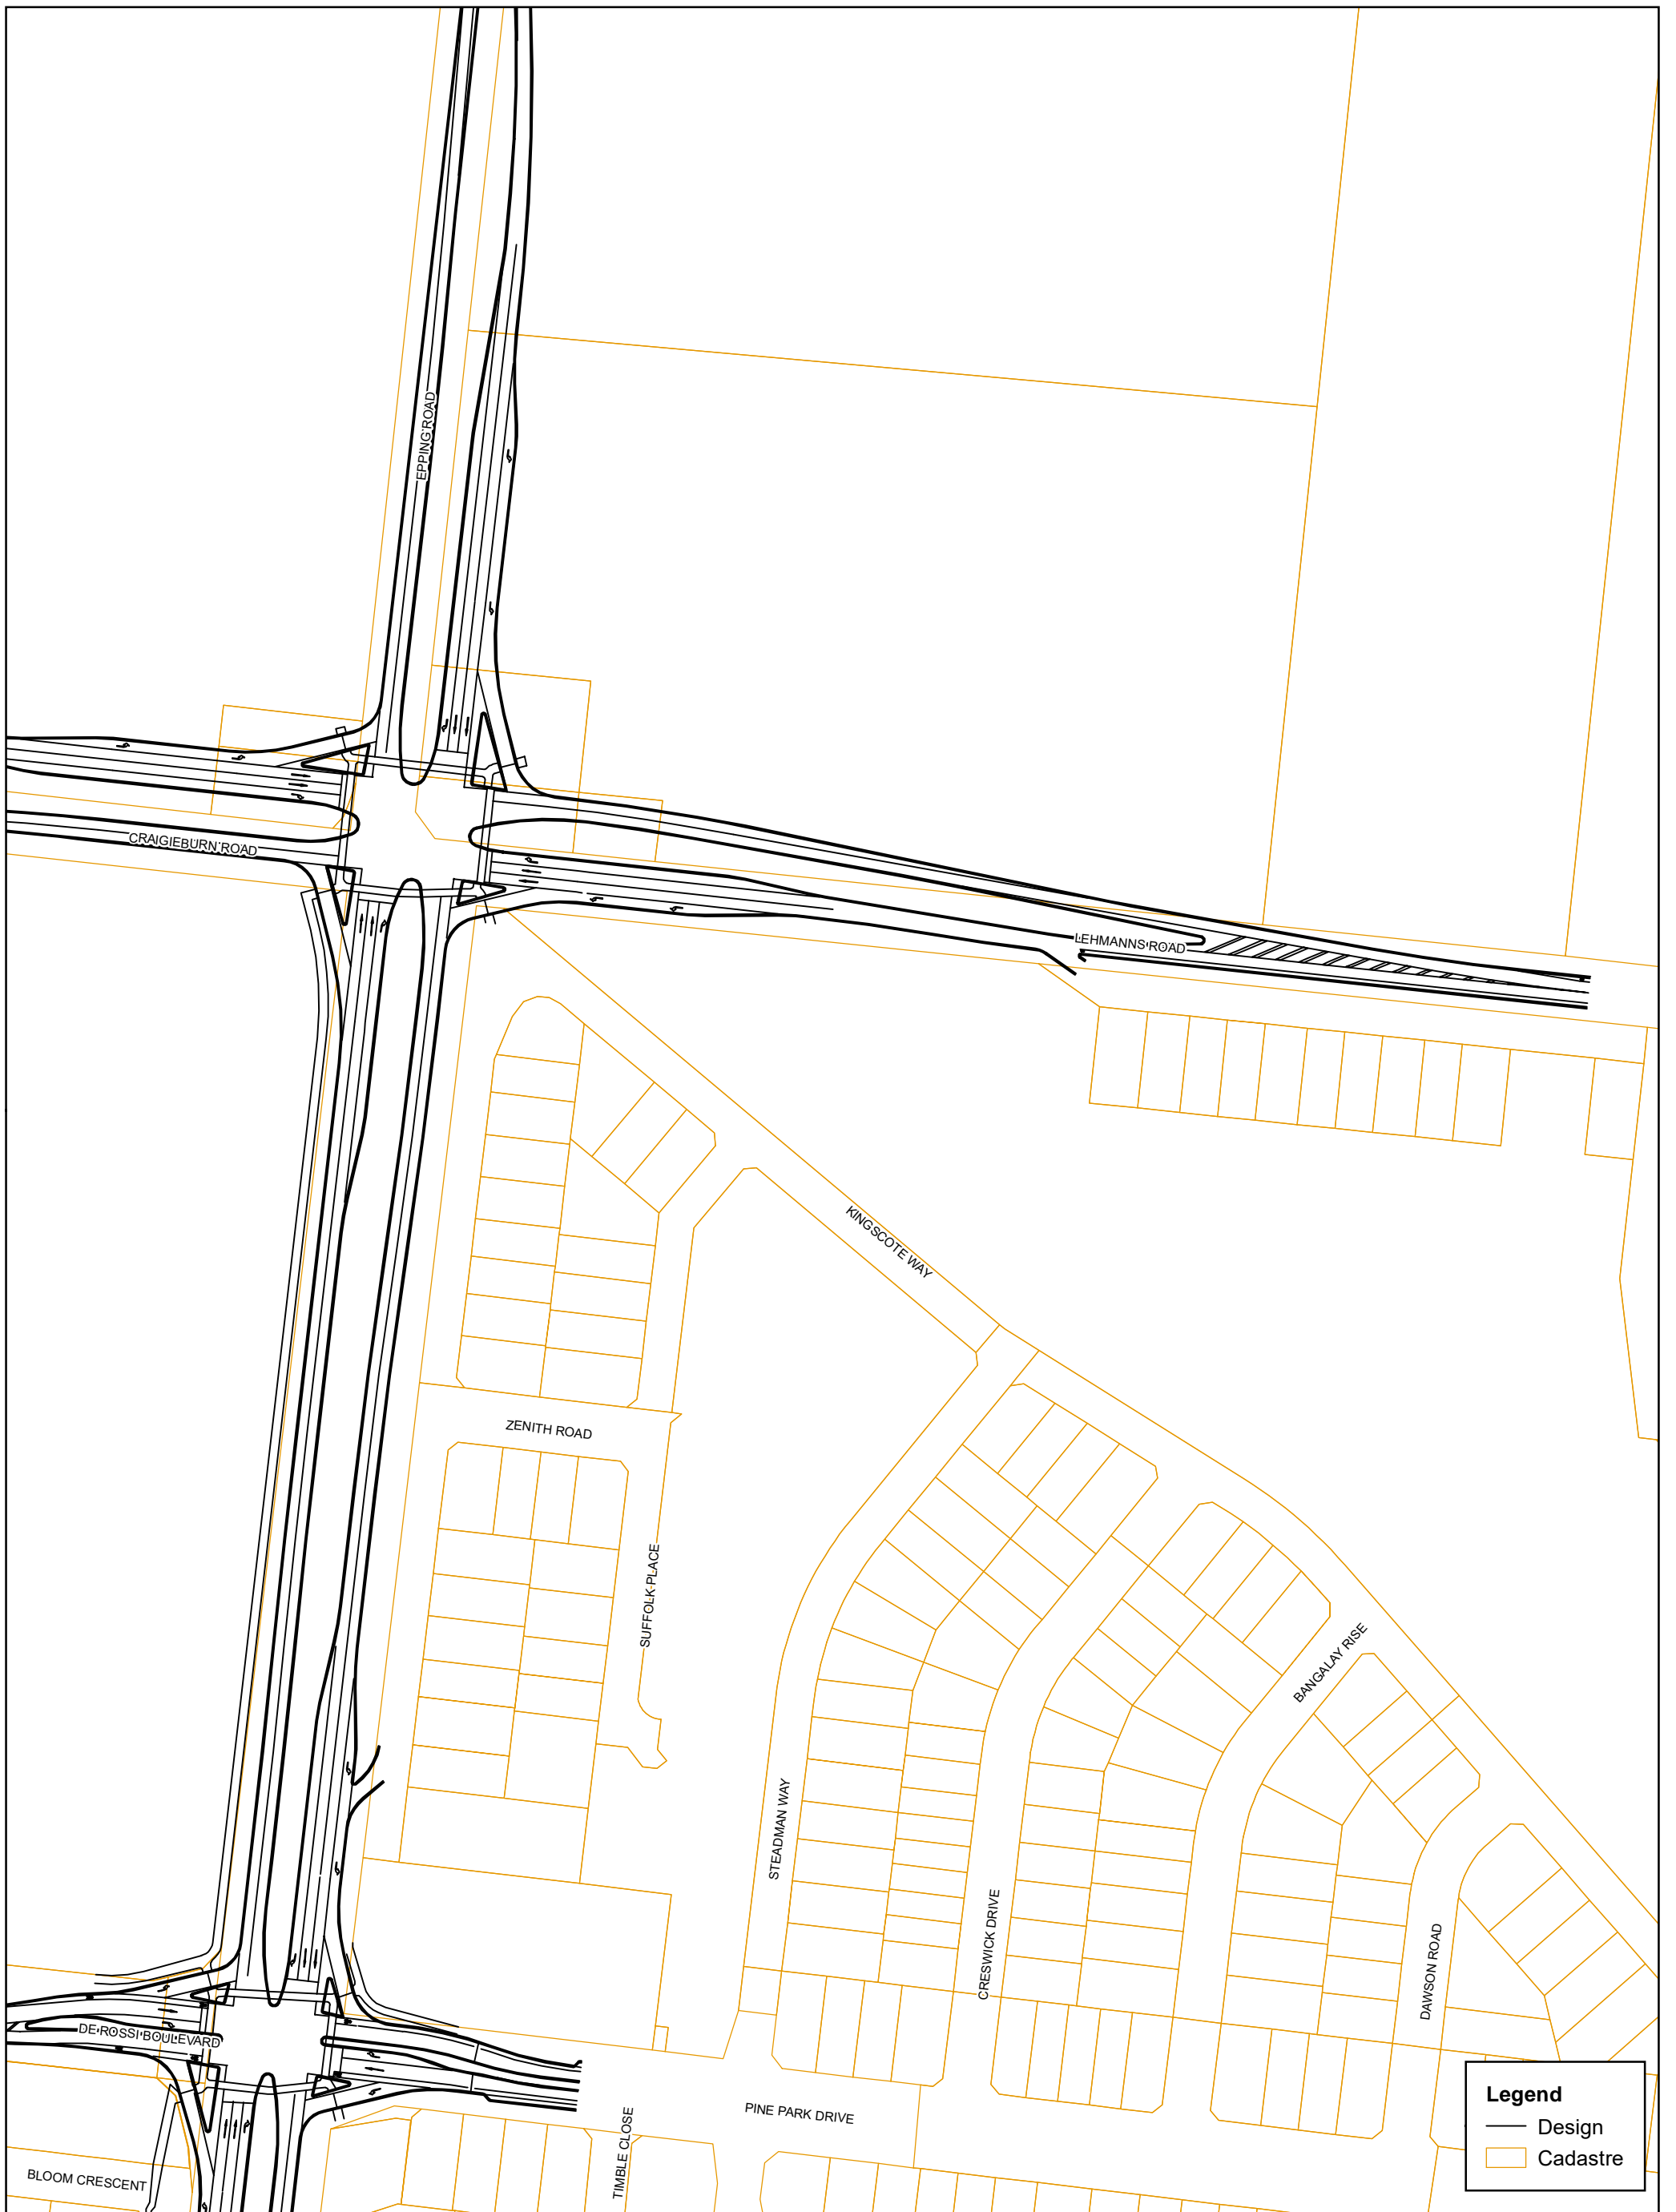 EPPING ROAD
CRAIGIEBURN ROAD
LEHMANNS ROAD
KINGSCOTE WAY
ZENITH ROAD
SUFFOLK PLACE
BANGALAY RISE
STEADMAN WAY
CRESWICK DRIVE
DAWSON ROAD
DE ROSSI BOULEVARD
PINE PARK DRIVE
TIMBLE CLOSE
BLOOM CRESCENT
Legend
Design
Cadastre